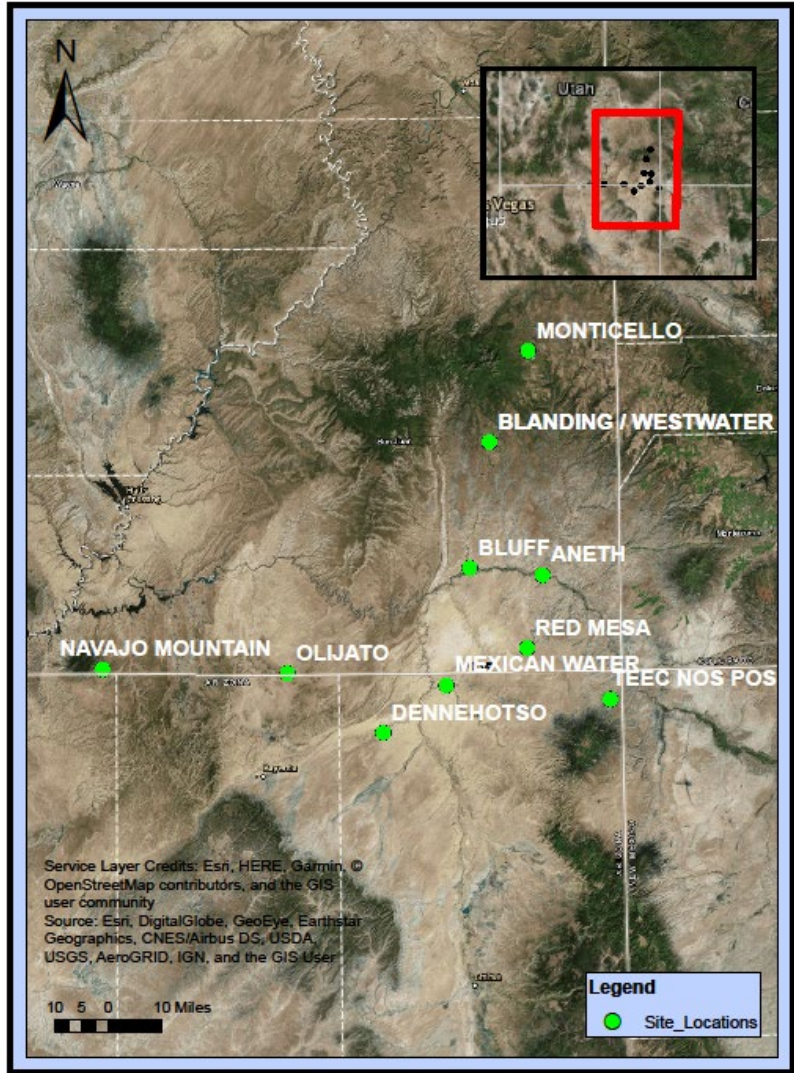 N
Utah
Vegas
MONTICELLO
BLANDING / WESTWATER
BLUFF
ANETH
RED MESA
NAVAJO MOUNTAIN
OLIJATO
MEXICAN WATER
TEEC NOS POS
DENNEHOTSO
Service Layer Credits: Esri, HERE, Garmin, ©
OpenStreetMap contributors, and the GIS
user community
Source: Esri, DigitalGlobe, GeoEye, Earthstar
Geographics, CNES/Airbus DS, USDA,
USGS, AeroGRID, IGN, and the GIS User
10 5 0 10 Miles
Legend
Site_Locations